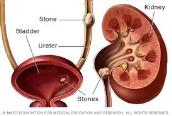 Kidney
Stone
Bladder
Ureter
Stones
© MAYO FOUNDATION FOR MEDICAL EDUCATION AND RESEARCH. ALL RIGHTS RESERVED.